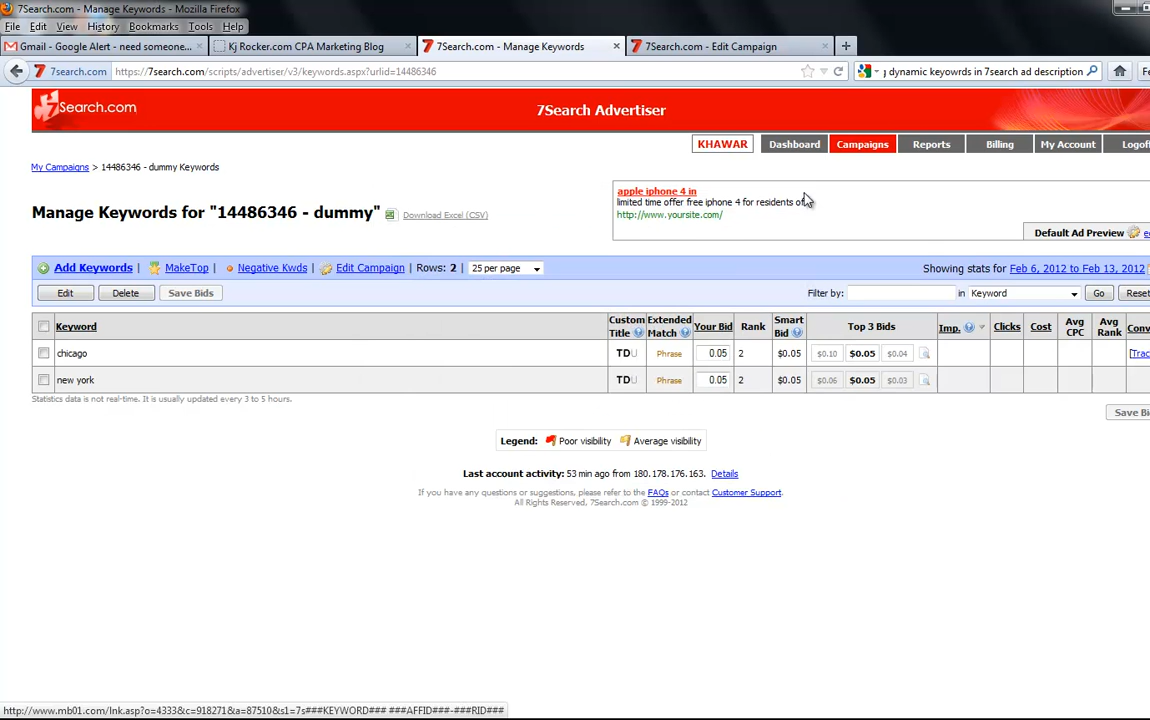 7Search.com - Manage Keywords - Mozilla Firefox
File Edit View History Bookmarks Tools Help
Gmail - Google Alert - need someone... × Kj Rocker.com CPA Marketing Blog × 7Search.com - Manage Keywords × 7Search.com - Edit Campaign × +
7search.com https://7search.com/scripts/advertiser/v3/keywords.aspx?urlid=14486346 dynamic keyowrds in 7search ad description Fe
7Search.com 7Search Advertiser
KHAWAR Dashboard Campaigns Reports Billing My Account Logoff
My Campaigns > 14486346 - dummy Keywords
apple iphone 4 in
limited time offer free iphone 4 for residents of
http://www.yoursite.com/
Manage Keywords for "14486346 - dummy" Download Excel (CSV)
Default Ad Preview
Add Keywords | MakeTop | Negative Kwds | Edit Campaign | Rows: 2 | 25 per page Showing stats for Feb 6, 2012 to Feb 13, 2012
Edit Delete Save Bids Filter by: in Keyword Go Reset
Keyword Custom Title Extended Match Your Bid Rank Smart Bid Top 3 Bids Imp. Clicks Cost Avg CPC Avg Rank Conv
chicago TDU Phrase 0.05 2 $0.05 $0.10 $0.05 $0.04 [Trac
new york TDU Phrase 0.05 2 $0.05 $0.06 $0.05 $0.03
Statistics data is not real-time. It is usually updated every 3 to 5 hours.
Save Bi
Legend: Poor visibility Average visibility
Last account activity: 53 min ago from 180.178.176.163. Details
If you have any questions or suggestions, please refer to the FAQs or contact Customer Support.
All Rights Reserved, 7Search.com © 1999-2012
http://www.mb01.com/lnk.asp?o=4333&c=918271&a=87510&s1=7s###KEYWORD### ###AFFID###-###RID###